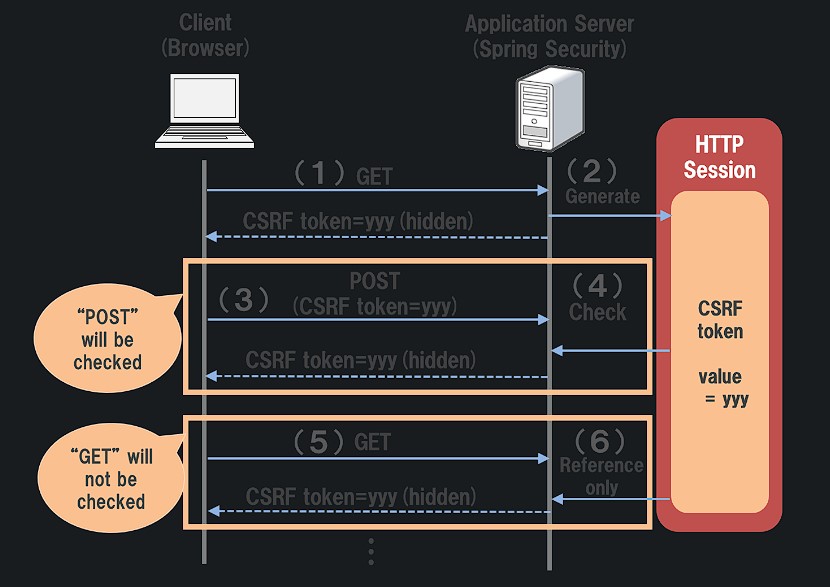 Client
(Browser)
Application Server
(Spring Security)
HTTP
Session
(1) GET
(2)
Generate
CSRF token=yyy (hidden)
"POST"
will be
checked
(3)
POST
(CSRF token=yyy)
(4)
Check
CSRF token=yyy (hidden)
CSRF
token
value
= yyy
"GET" will
not be
checked
(5) GET
(6)
Reference
only
CSRF token=yyy (hidden)